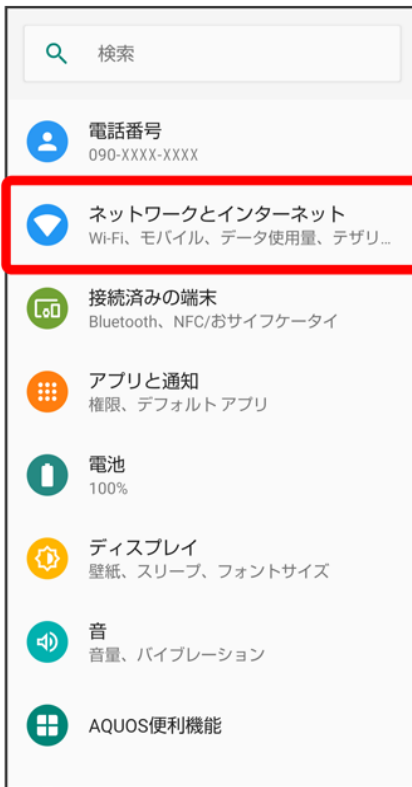 検索
電話番号
090-XXXX-XXXX
ネットワークとインターネット
Wi-Fi、モバイル、データ使用量、テザリ...
接続済みの端末
Bluetooth、NFC/おサイフケータイ
アプリと通知
権限、デフォルト アプリ
電池
100%
ディスプレイ
壁紙、スリープ、フォントサイズ
音
音量、バイブレーション
AQUOS便利機能